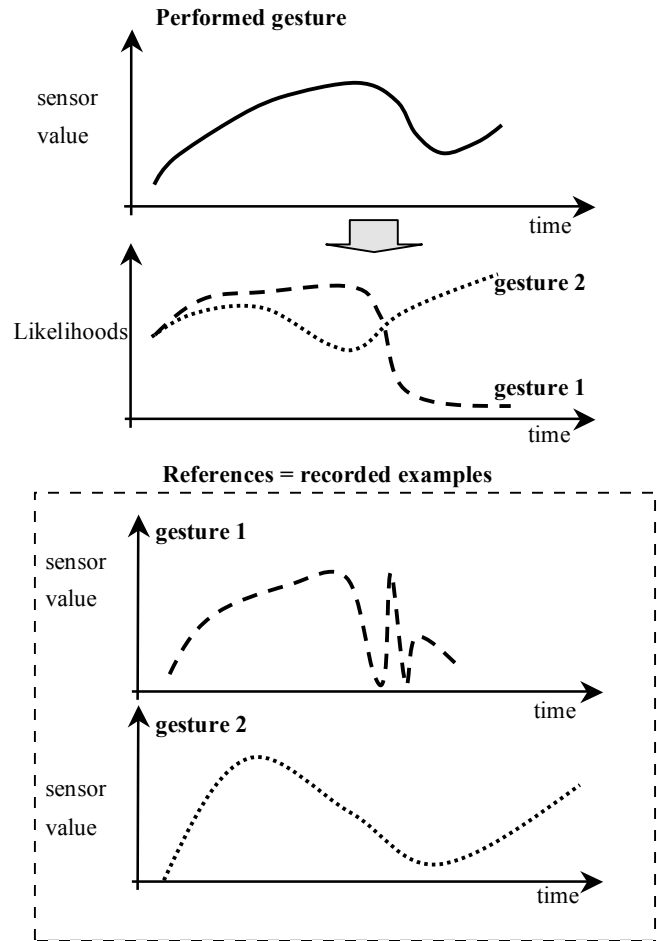 Performed gesture
sensor
value
time
Likelihoods
gesture 2
gesture 1
time
References = recorded examples
gesture 1
sensor
value
time
gesture 2
sensor
value
time